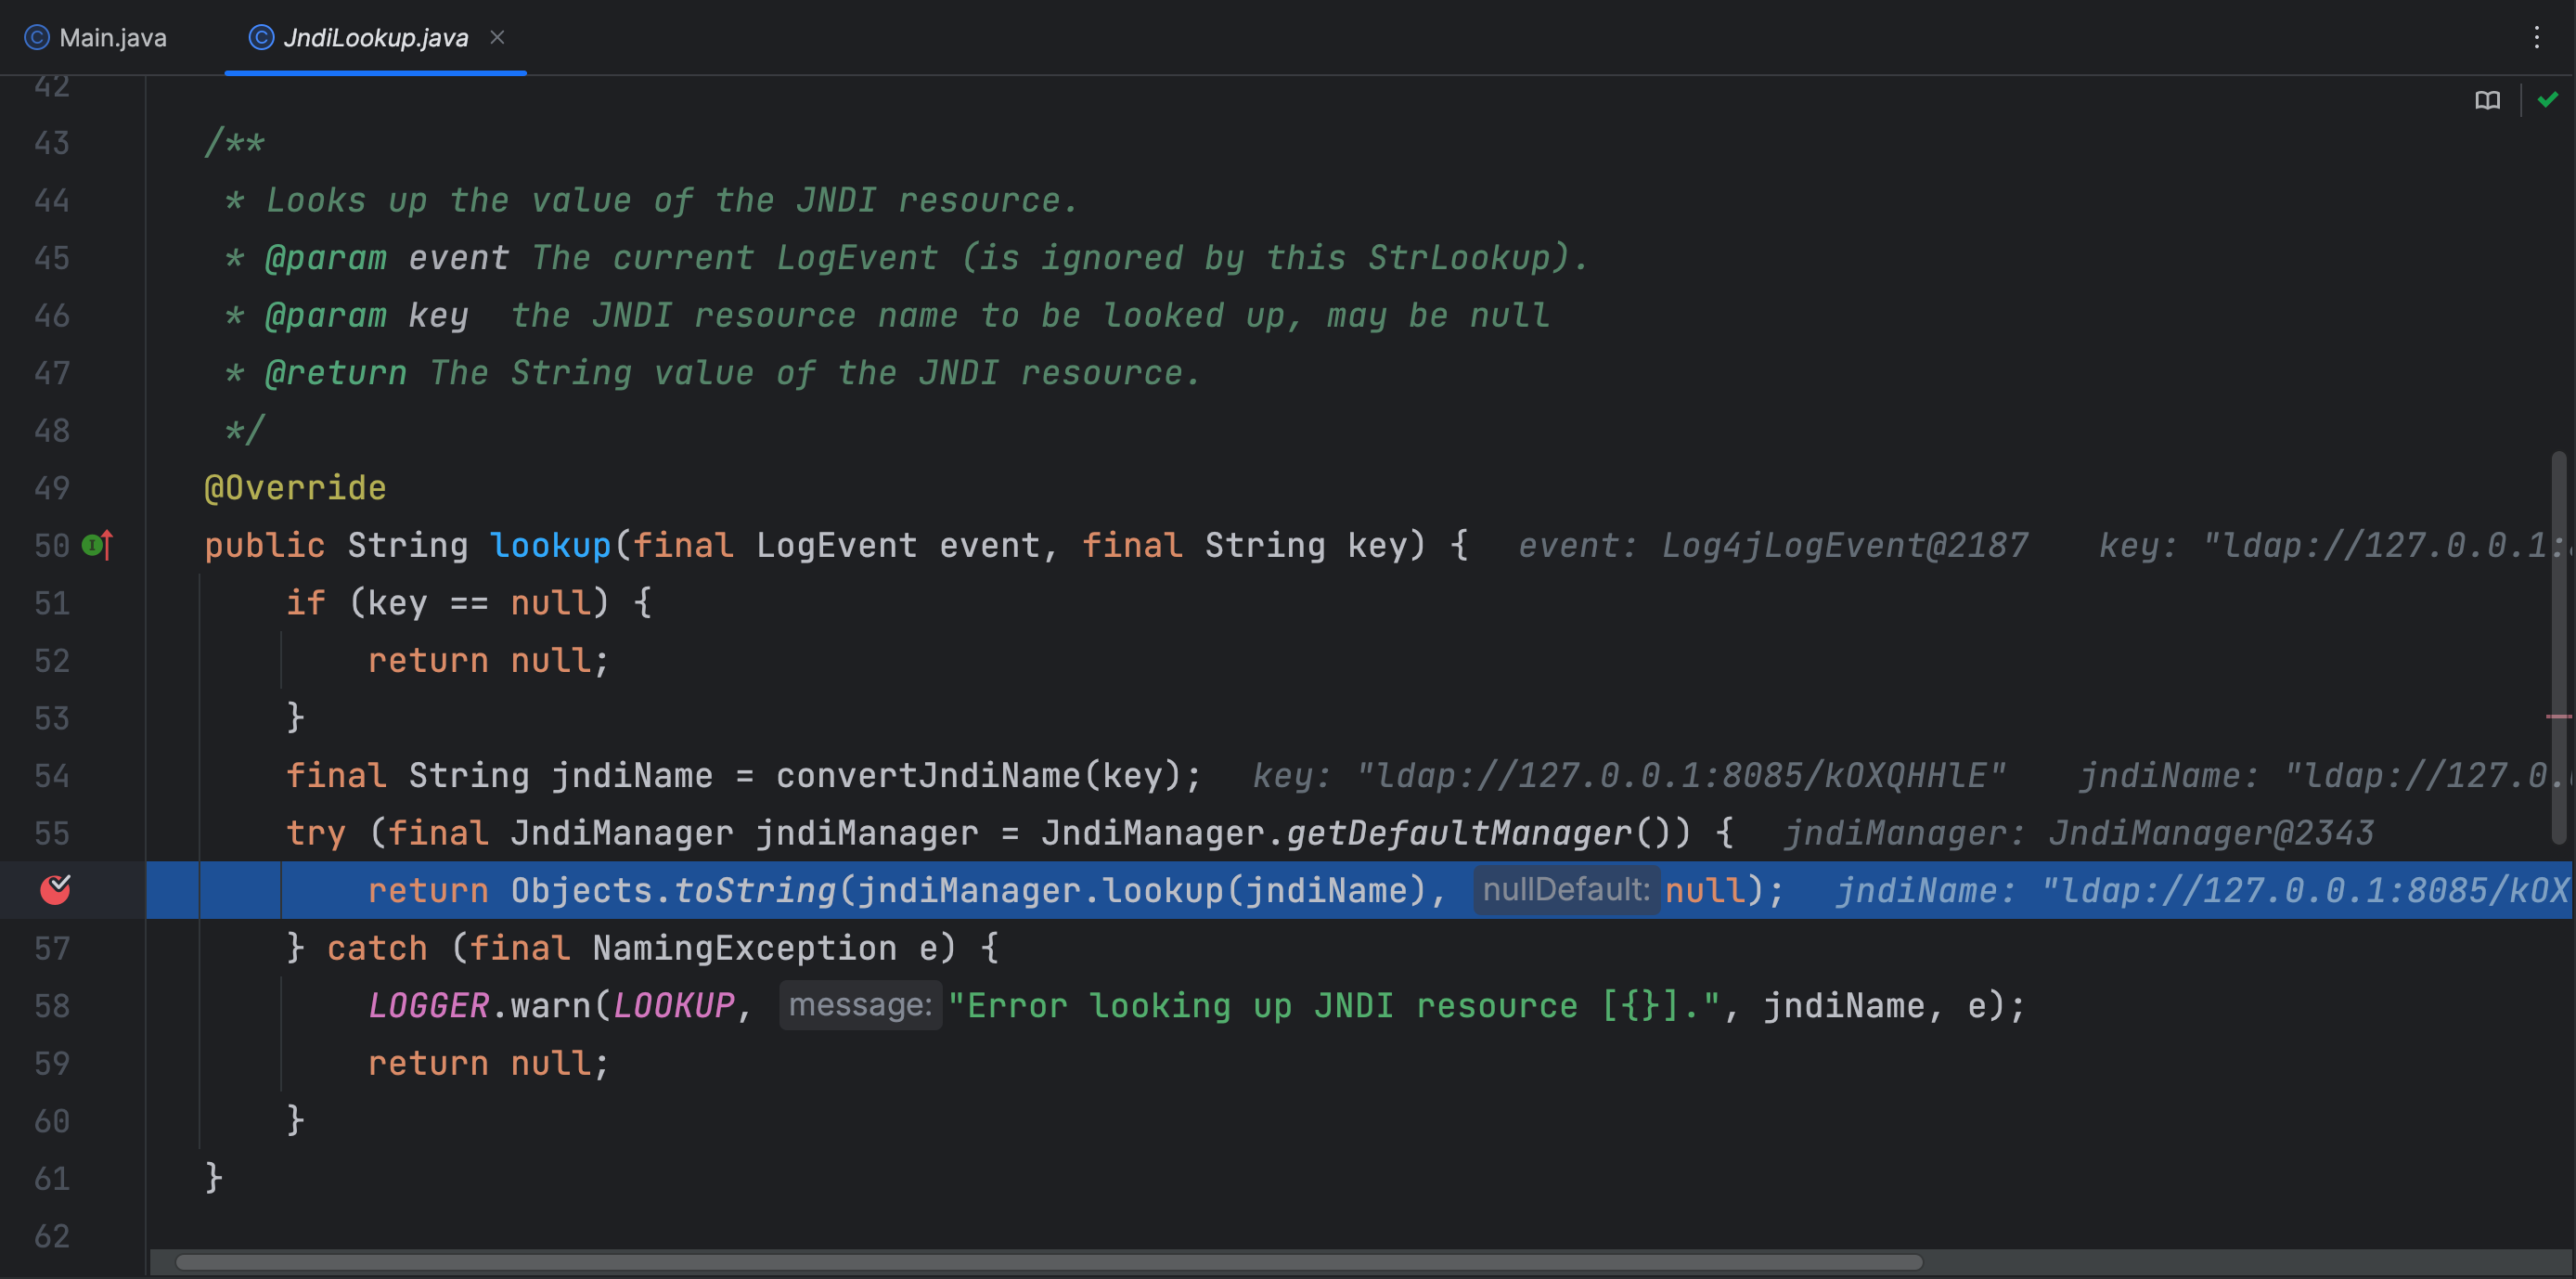 Main.java JndiLookup.java
42
43 /**
44 * Looks up the value of the JNDI resource.
45 * @param event The current LogEvent (is ignored by this StrLookup).
46 * @param key  the JNDI resource name to be looked up, may be null
47 * @return The String value of the JNDI resource.
48 */
49 @Override
50 public String lookup(final LogEvent event, final String key) { event: Log4jLogEvent@2187 key: "ldap://127.0.0.1:
51 if (key == null) {
52 return null;
53 }
54 final String jndiName = convertJndiName(key); key: "ldap://127.0.0.1:8085/kOXQHHlE" jndiName: "ldap://127.0.
55 try (final JndiManager jndiManager = JndiManager.getDefaultManager()) { jndiManager: JndiManager@2343
return Objects.toString(jndiManager.lookup(jndiName), nullDefault: null); jndiName: "ldap://127.0.0.1:8085/kOX
57 } catch (final NamingException e) {
58 LOGGER.warn(LOOKUP, message: "Error looking up JNDI resource [{}].", jndiName, e);
59 return null;
60 }
61 }
62